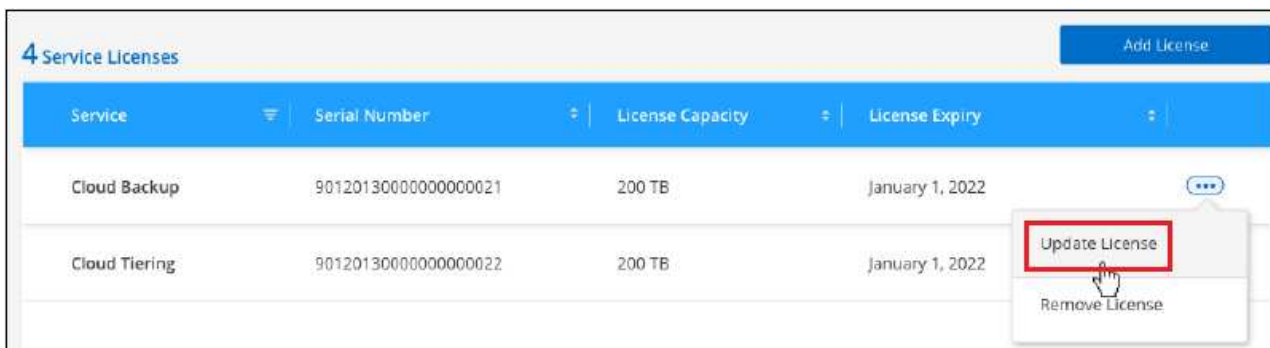 4 Service Licenses
Add License
Service Serial Number License Capacity License Expiry
Cloud Backup 90120130000000000021 200 TB January 1, 2022
Update License
Cloud Tiering 90120130000000000022 200 TB January 1, 2022
Remove License